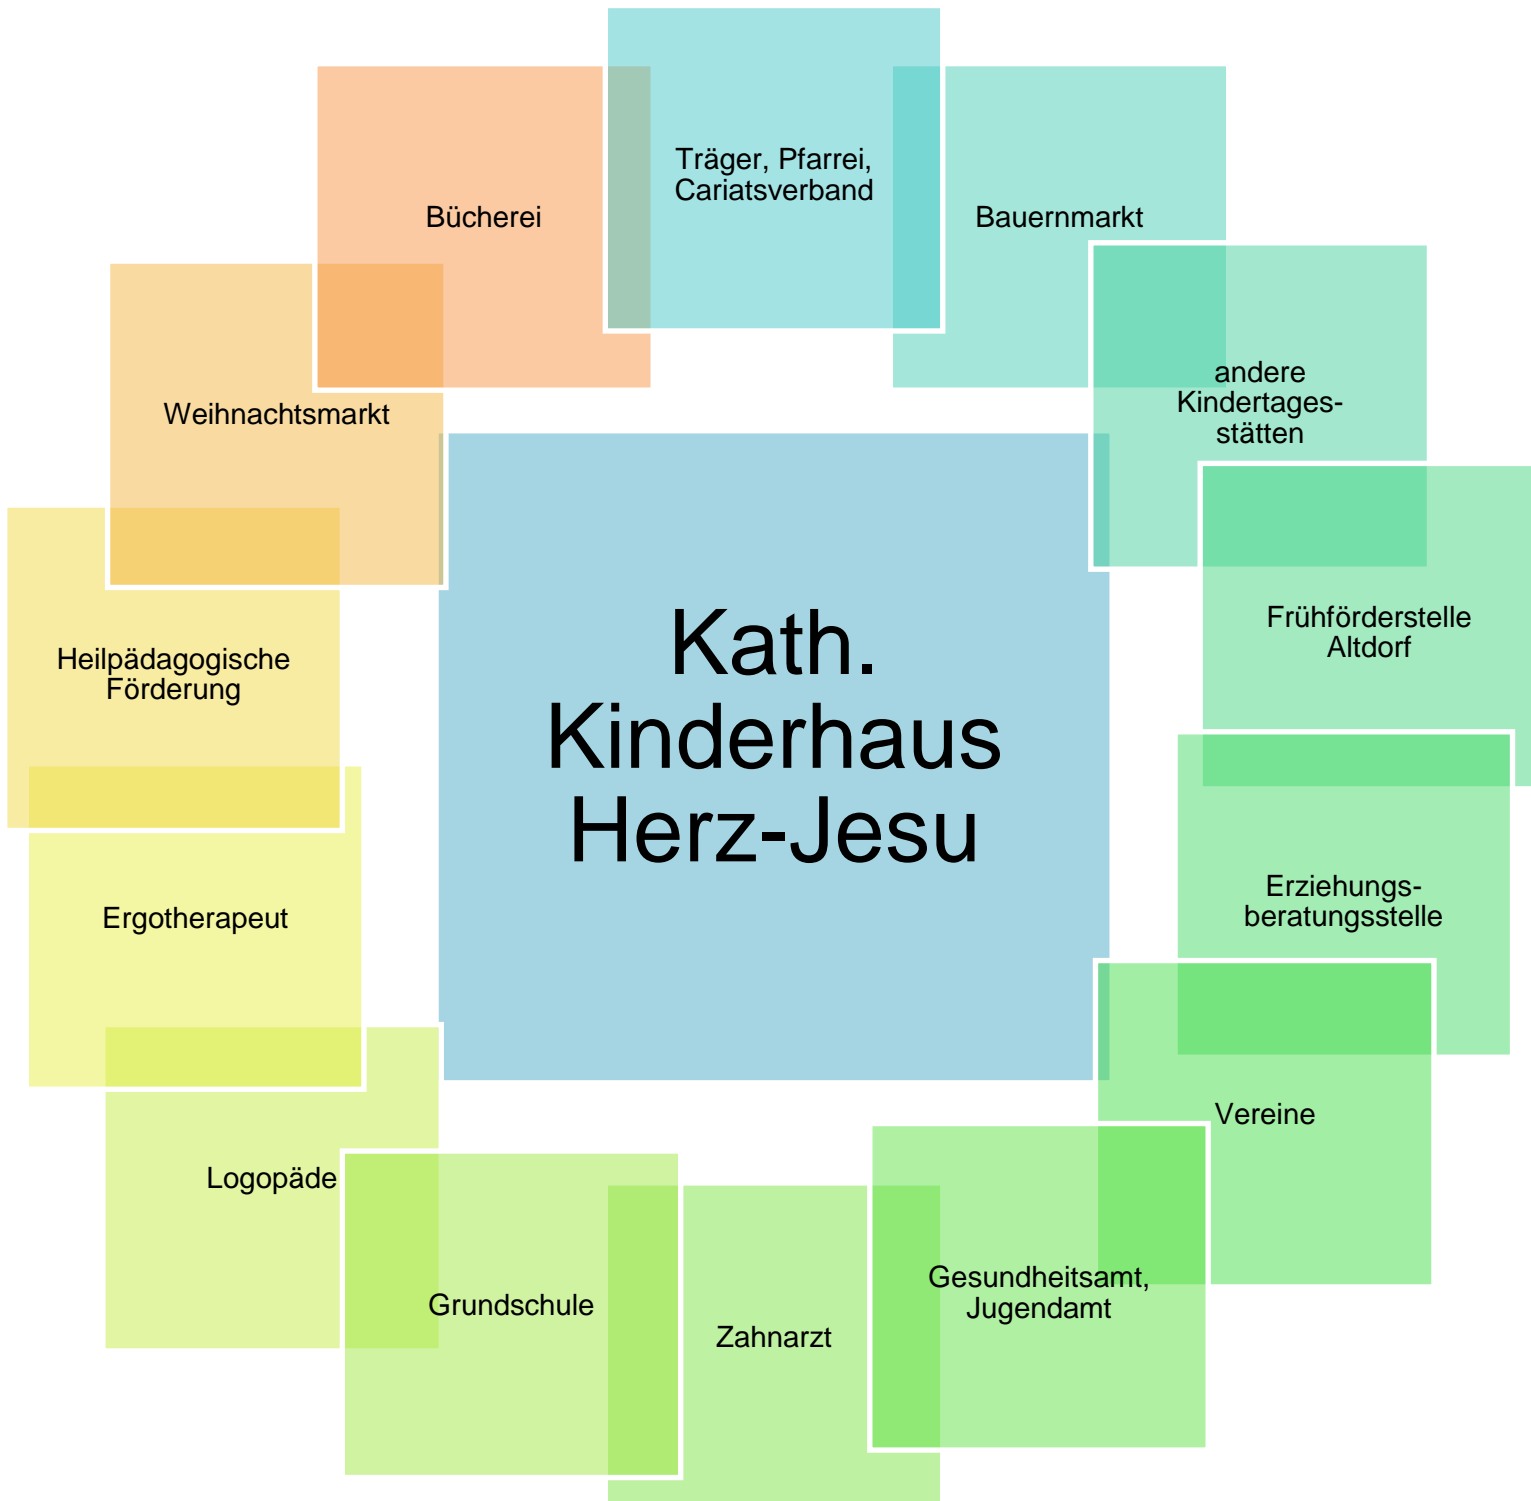 Träger, Pfarrei,
Cariatsverband
Bücherei
Bauernmarkt
andere
Kindertages-
stätten
Weihnachtsmarkt
Kath.
Kinderhaus
Herz-Jesu
Frühförderstelle
Altdorf
Heilpädagogische
Förderung
Erziehungs-
beratungsstelle
Ergotherapeut
Vereine
Logopäde
Gesundheitsamt,
Jugendamt
Grundschule
Zahnarzt